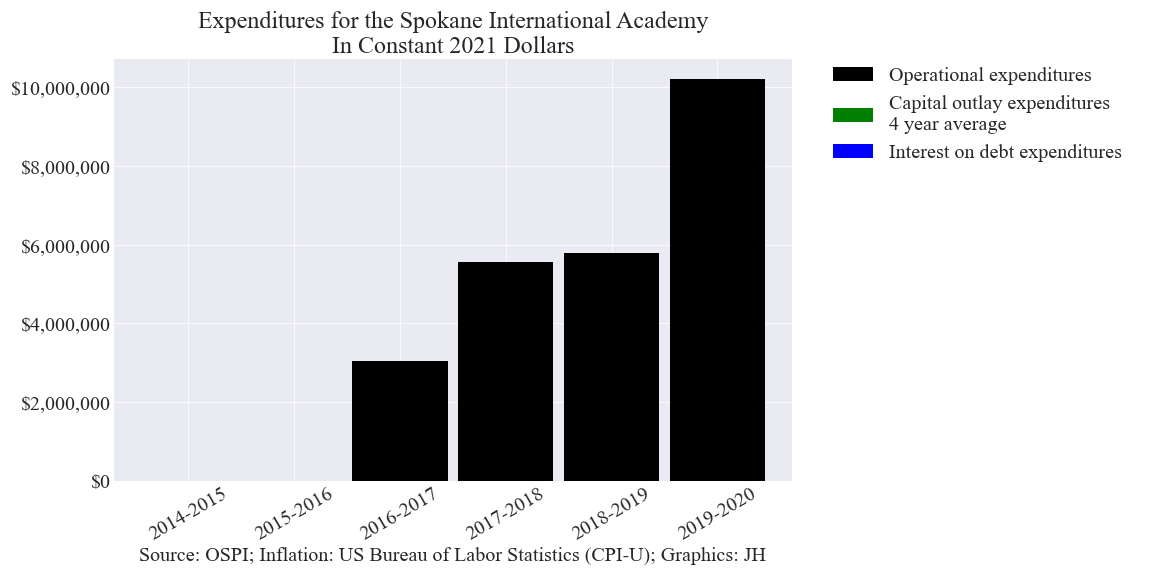 Expenditures for the Spokane International Academy
In Constant 2021 Dollars
$10,000,000
$8,000,000
$6,000,000
$4,000,000
$2,000,000
$0
2014-2015
2015-2016
2016-2017
2017-2018
2018-2019
2019-2020
Operational expenditures
Capital outlay expenditures
4 year average
Interest on debt expenditures
Source: OSPI; Inflation: US Bureau of Labor Statistics (CPI-U); Graphics: JH